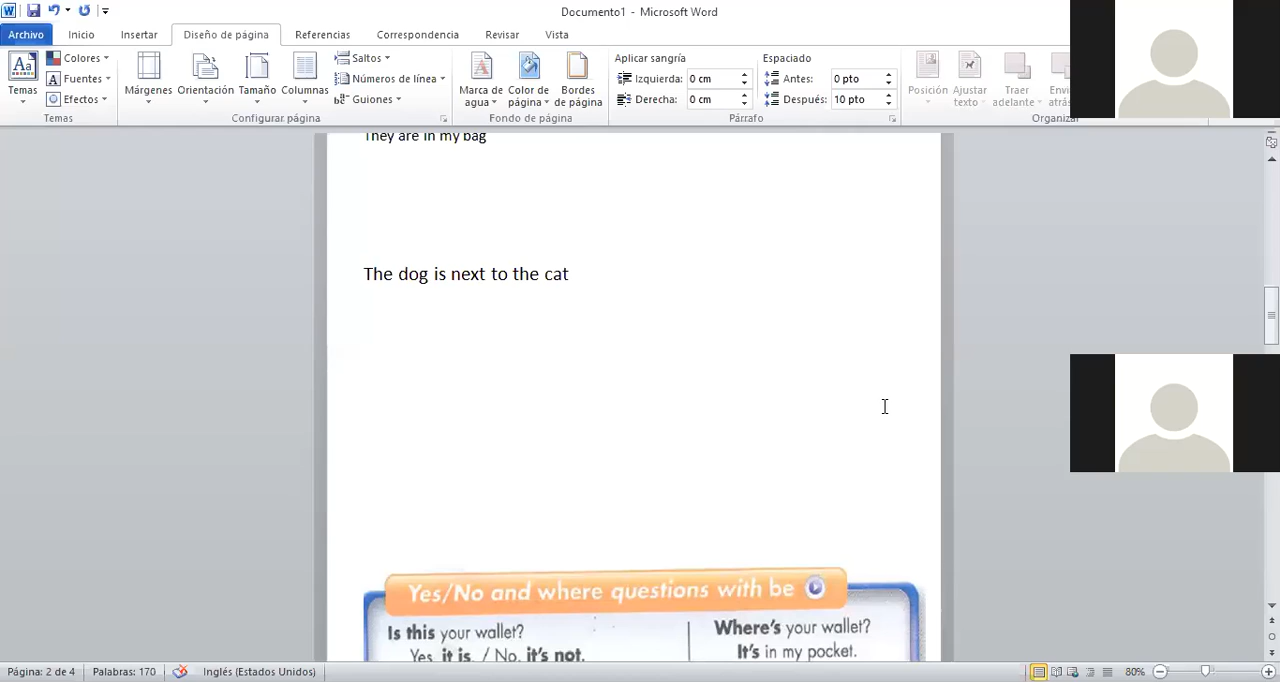 Documento1 - Microsoft Word
Archivo Inicio Insertar Diseño de página Referencias Correspondencia Revisar Vista
Temas Colores Fuentes Efectos
Temas
Márgenes Orientación Tamaño Columnas Saltos Números de línea Guiones
Configurar página
Marca de agua Color de página Bordes de página
Fondo de página
Aplicar sangría Espaciado
Izquierda: 0 cm Antes: 0 pto
Derecha: 0 cm Después: 10 pto
Párrafo
Posición Ajustar texto Traer adelante
They are in my bag
The dog is next to the cat
Yes/No and where questions with be
Is this your wallet?
Yes, it is. / No, it's not.
Where's your wallet?
It's in my pocket.
Página: 2 de 4 Palabras: 170 Inglés (Estados Unidos) 80%